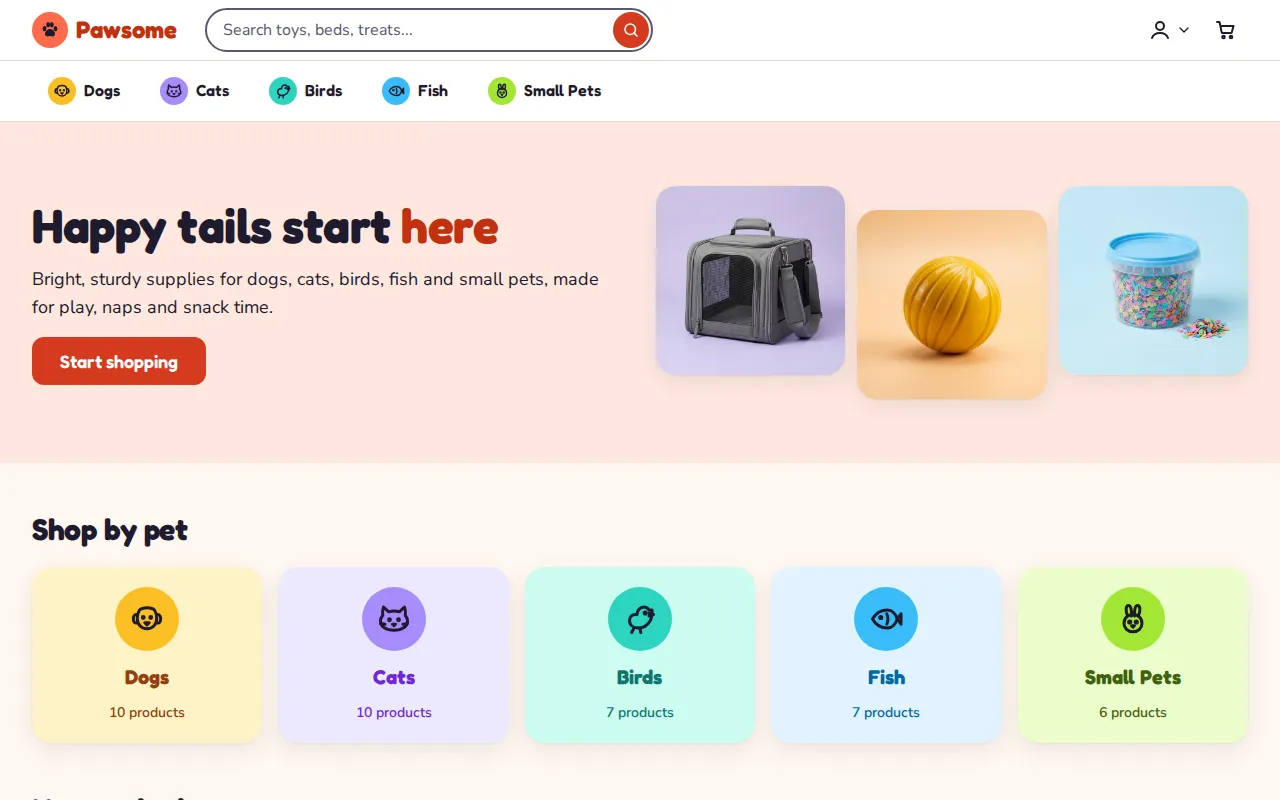 Pawsome
Search toys, beds, treats...
Dogs
Cats
Birds
Fish
Small Pets
Happy tails start here
Bright, sturdy supplies for dogs, cats, birds, fish and small pets, made
for play, naps and snack time.
Start shopping
Shop by pet
Dogs
10 products
Cats
10 products
Birds
7 products
Fish
7 products
Small Pets
6 products